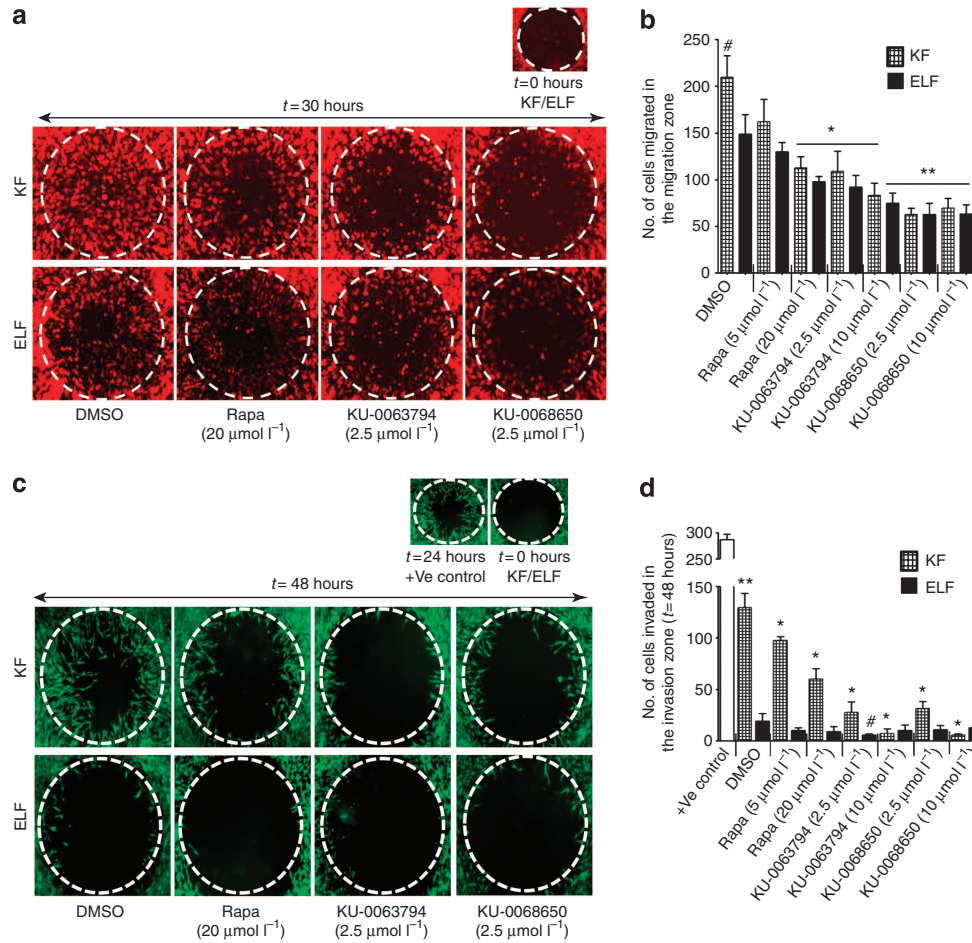 a
t=0 hours
KF/ELF
t=30 hours
KF
ELF
DMSO
Rapa
(20 μmol l⁻¹)
KU-0063794
(2.5 μmol l⁻¹)
KU-0068650
(2.5 μmol l⁻¹)
b
No. of cells migrated in
the migration zone
250
200
150
100
50
0
#
*
**
KF
ELF
DMSO
Rapa (5 μmol l⁻¹)
Rapa (20 μmol l⁻¹)
KU-0063794 (2.5 μmol l⁻¹)
KU-0063794 (10 μmol l⁻¹)
KU-0068650 (2.5 μmol l⁻¹)
KU-0068650 (10 μmol l⁻¹)
c
t=24 hours
+Ve control
t=0 hours
KF/ELF
t=48 hours
KF
ELF
DMSO
Rapa
(20 μmol l⁻¹)
KU-0063794
(2.5 μmol l⁻¹)
KU-0068650
(2.5 μmol l⁻¹)
d
No. of cells invaded in
the invasion zone (t=48 hours)
300
250
150
100
50
0
**
*
*
*
#
*
*
*
KF
ELF
+Ve control
DMSO
Rapa (5 μmol l⁻¹)
Rapa (20 μmol l⁻¹)
KU-0063794 (2.5 μmol l⁻¹)
KU-0063794 (10 μmol l⁻¹)
KU-0068650 (2.5 μmol l⁻¹)
KU-0068650 (10 μmol l⁻¹)